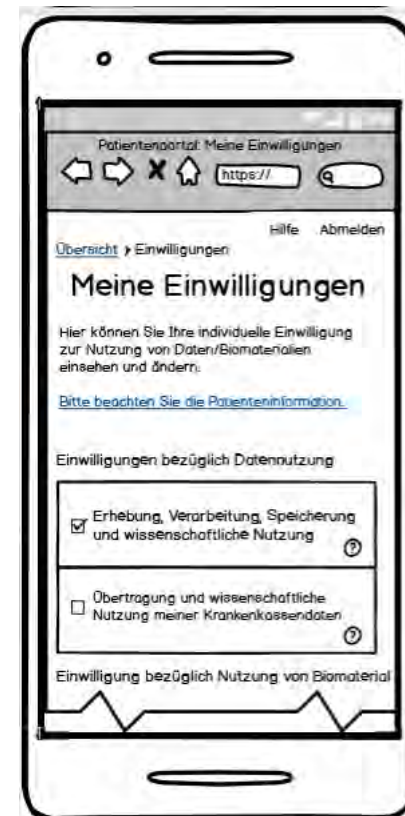 Patientenportal: Meine Einwilligungen
https://
Hilfe Abmelden
Übersicht Einwilligungen
Meine Einwilligungen
Hier können Sie Ihre individuelle Einwilligung
zur Nutzung von Daten/Biomaterialien
einsehen und ändern.
Bitte beachten Sie die Patienteninformation.
Einwilligungen bezüglich Datennutzung
Erhebung, Verarbeitung, Speicherung
und wissenschaftliche Nutzung
?
Übertragung und wissenschaftliche
Nutzung meiner Krankenkassendaten
?
Einwilligung bezüglich Nutzung von Biomaterial